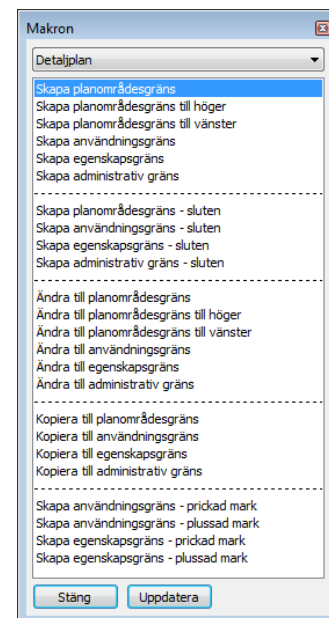 Makron
Detaljplan
Skapa planområdesgräns
Skapa planområdesgräns till höger
Skapa planområdesgräns till vänster
Skapa användningsgräns
Skapa egenskapsgräns
Skapa administrativ gräns
Skapa planområdesgräns - sluten
Skapa användningsgräns - sluten
Skapa egenskapsgräns - sluten
Skapa administrativ gräns - sluten
Ändra till planområdesgräns
Ändra till planområdesgräns till höger
Ändra till planområdesgräns till vänster
Ändra till användningsgräns
Ändra till egenskapsgräns
Ändra till administrativ gräns
Kopiera till planområdesgräns
Kopiera till användningsgräns
Kopiera till egenskapsgräns
Kopiera till administrativ gräns
Skapa användningsgräns - prickad mark
Skapa användningsgräns - plussad mark
Skapa egenskapsgräns - prickad mark
Skapa egenskapsgräns - plussad mark
Stäng Uppdatera